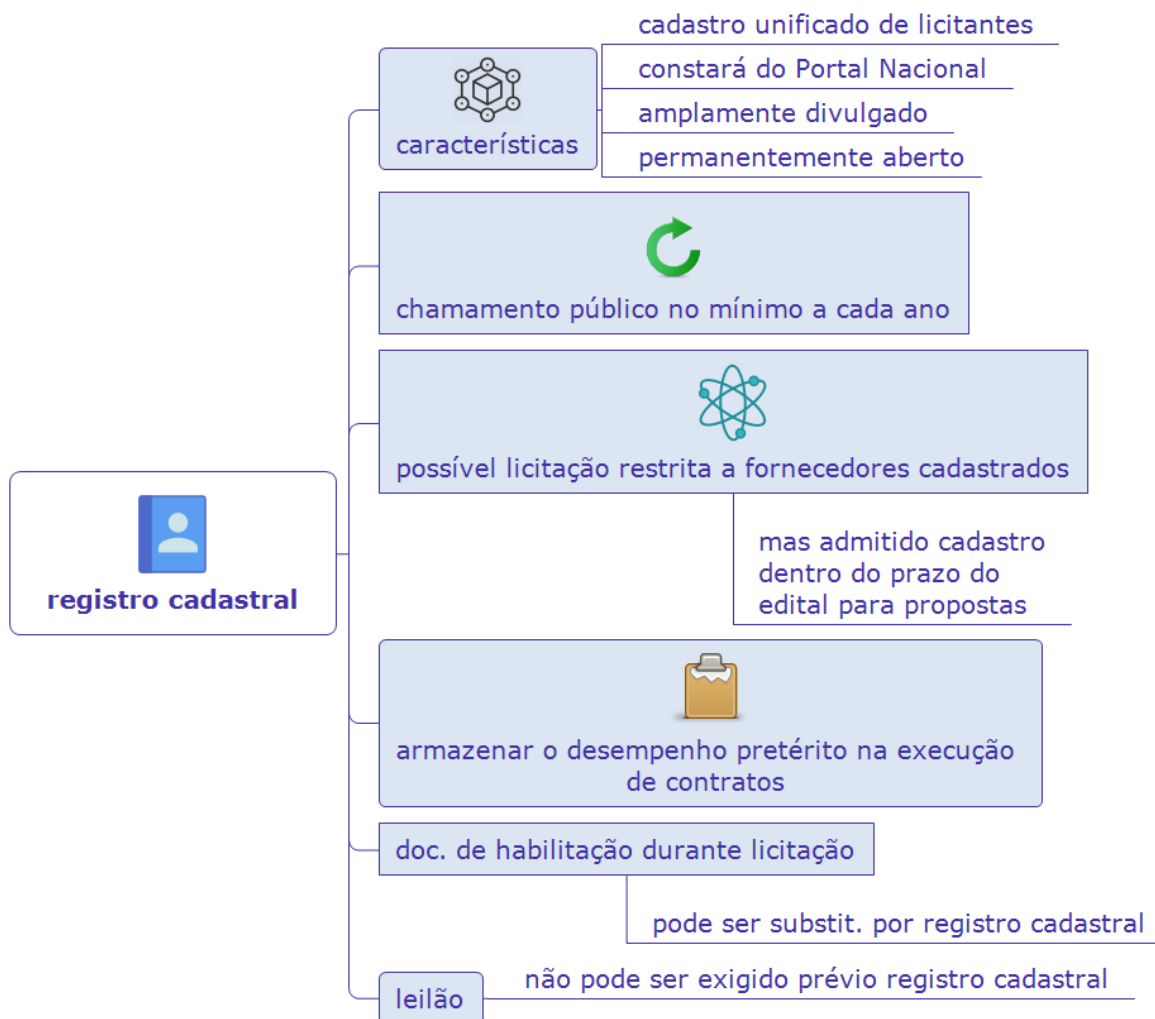 cadastro unificado de licitantes
constará do Portal Nacional
amplamente divulgado
permanentemente aberto
características
chamamento público no mínimo a cada ano
possível licitação restrita a fornecedores cadastrados
mas admitido cadastro
dentro do prazo do
edital para propostas
registro cadastral
armazenar o desempenho pretérito na execução
de contratos
doc. de habilitação durante licitação
pode ser substit. por registro cadastral
leilão
não pode ser exigido prévio registro cadastral